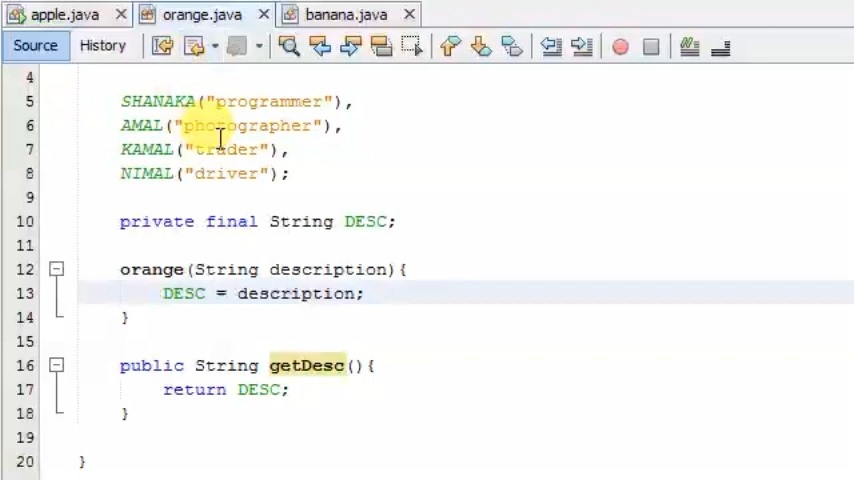 apple.java orange.java banana.java
Source History
4
5 SHANAKA("programmer"),
6 AMAL("photographer"),
7 KAMAL("trader"),
8 NIMAL("driver");
9
10 private final String DESC;
11
12 orange(String description){
13 DESC = description;
14 }
15
16 public String getDesc(){
17 return DESC;
18 }
19
20 }